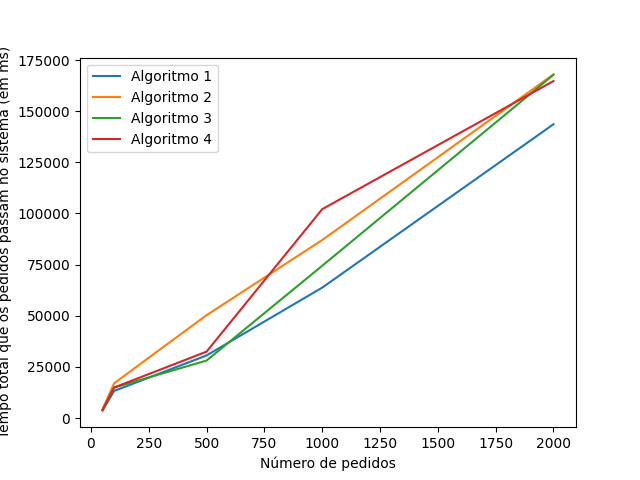 Tempo total que os pedidos passam no sistema (em ms)
175000
150000
125000
100000
75000
50000
25000
0
Algoritmo 1
Algoritmo 2
Algoritmo 3
Algoritmo 4
0 250 500 750 1000 1250 1500 1750 2000
Número de pedidos